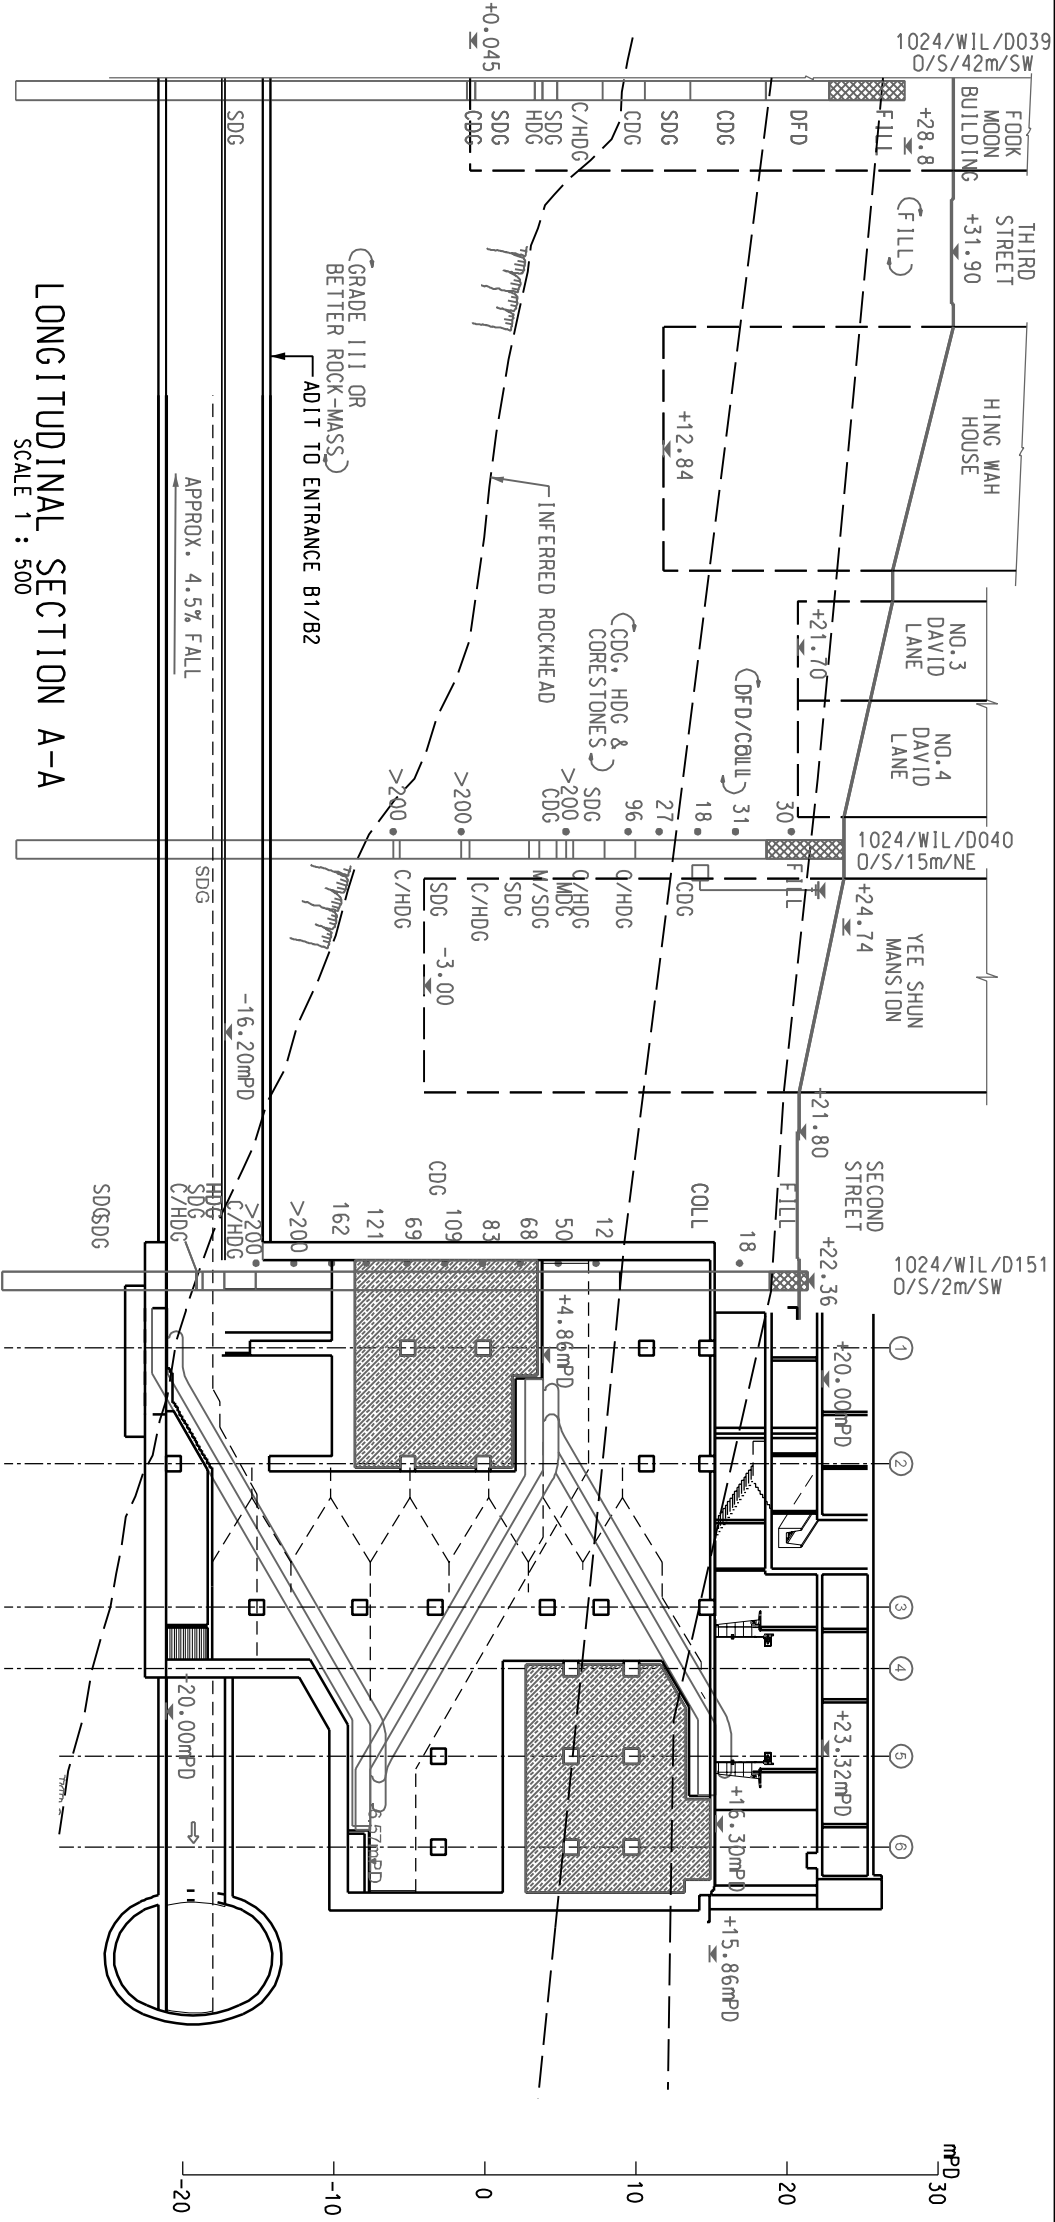 1024/WIL/D039
O/S/42m/SW
FOOK
MOON
BUILDING
+28.8
FILL
DFD
CDG
SDG
CDG
C/HDG
SDG
HDG
SDG
CDG
+0.045
SDG
THIRD
STREET
+31.90
(FILL)
HING WAH
HOUSE
+12.84
GRADE III OR
BETTER ROCK-MASS
ADIT TO ENTRANCE B1/B2
INFERRED ROCKHEAD
APPROX. 4.5% FALL
NO.3
DAVID
LANE
+21.70
NO.4
DAVID
LANE
(CDG, HDG &
CORESTONES)
1024/WIL/D040
O/S/15m/NE
30
31
18
27
96
SDG
>200
CDG
>200
>200
FILL
CDG
C/HDG
C/HDG
MDG
M/SDG
SDG
C/HDG
SDG
C/HDG
SDG
+24.74
YEE SHUN
MANSION
-3.00
-16.20mPD
21.80
SECOND
STREET
FILL
COLL
CDG
1024/WIL/D151
O/S/2m/SW
+22.36
18
12
50
68
83
109
69
121
162
>200
>200
C/HDG
HDG
SDG
C/HDG
SDG
SDG
1
2
3
4
5
6
+20.00mPD
+4.86mPD
+23.32mPD
+16.30mPD
+15.86mPD
-20.00mPD
mPD
30
20
10
0
-10
-20
LONGITUDINAL SECTION A-A
SCALE 1 : 500